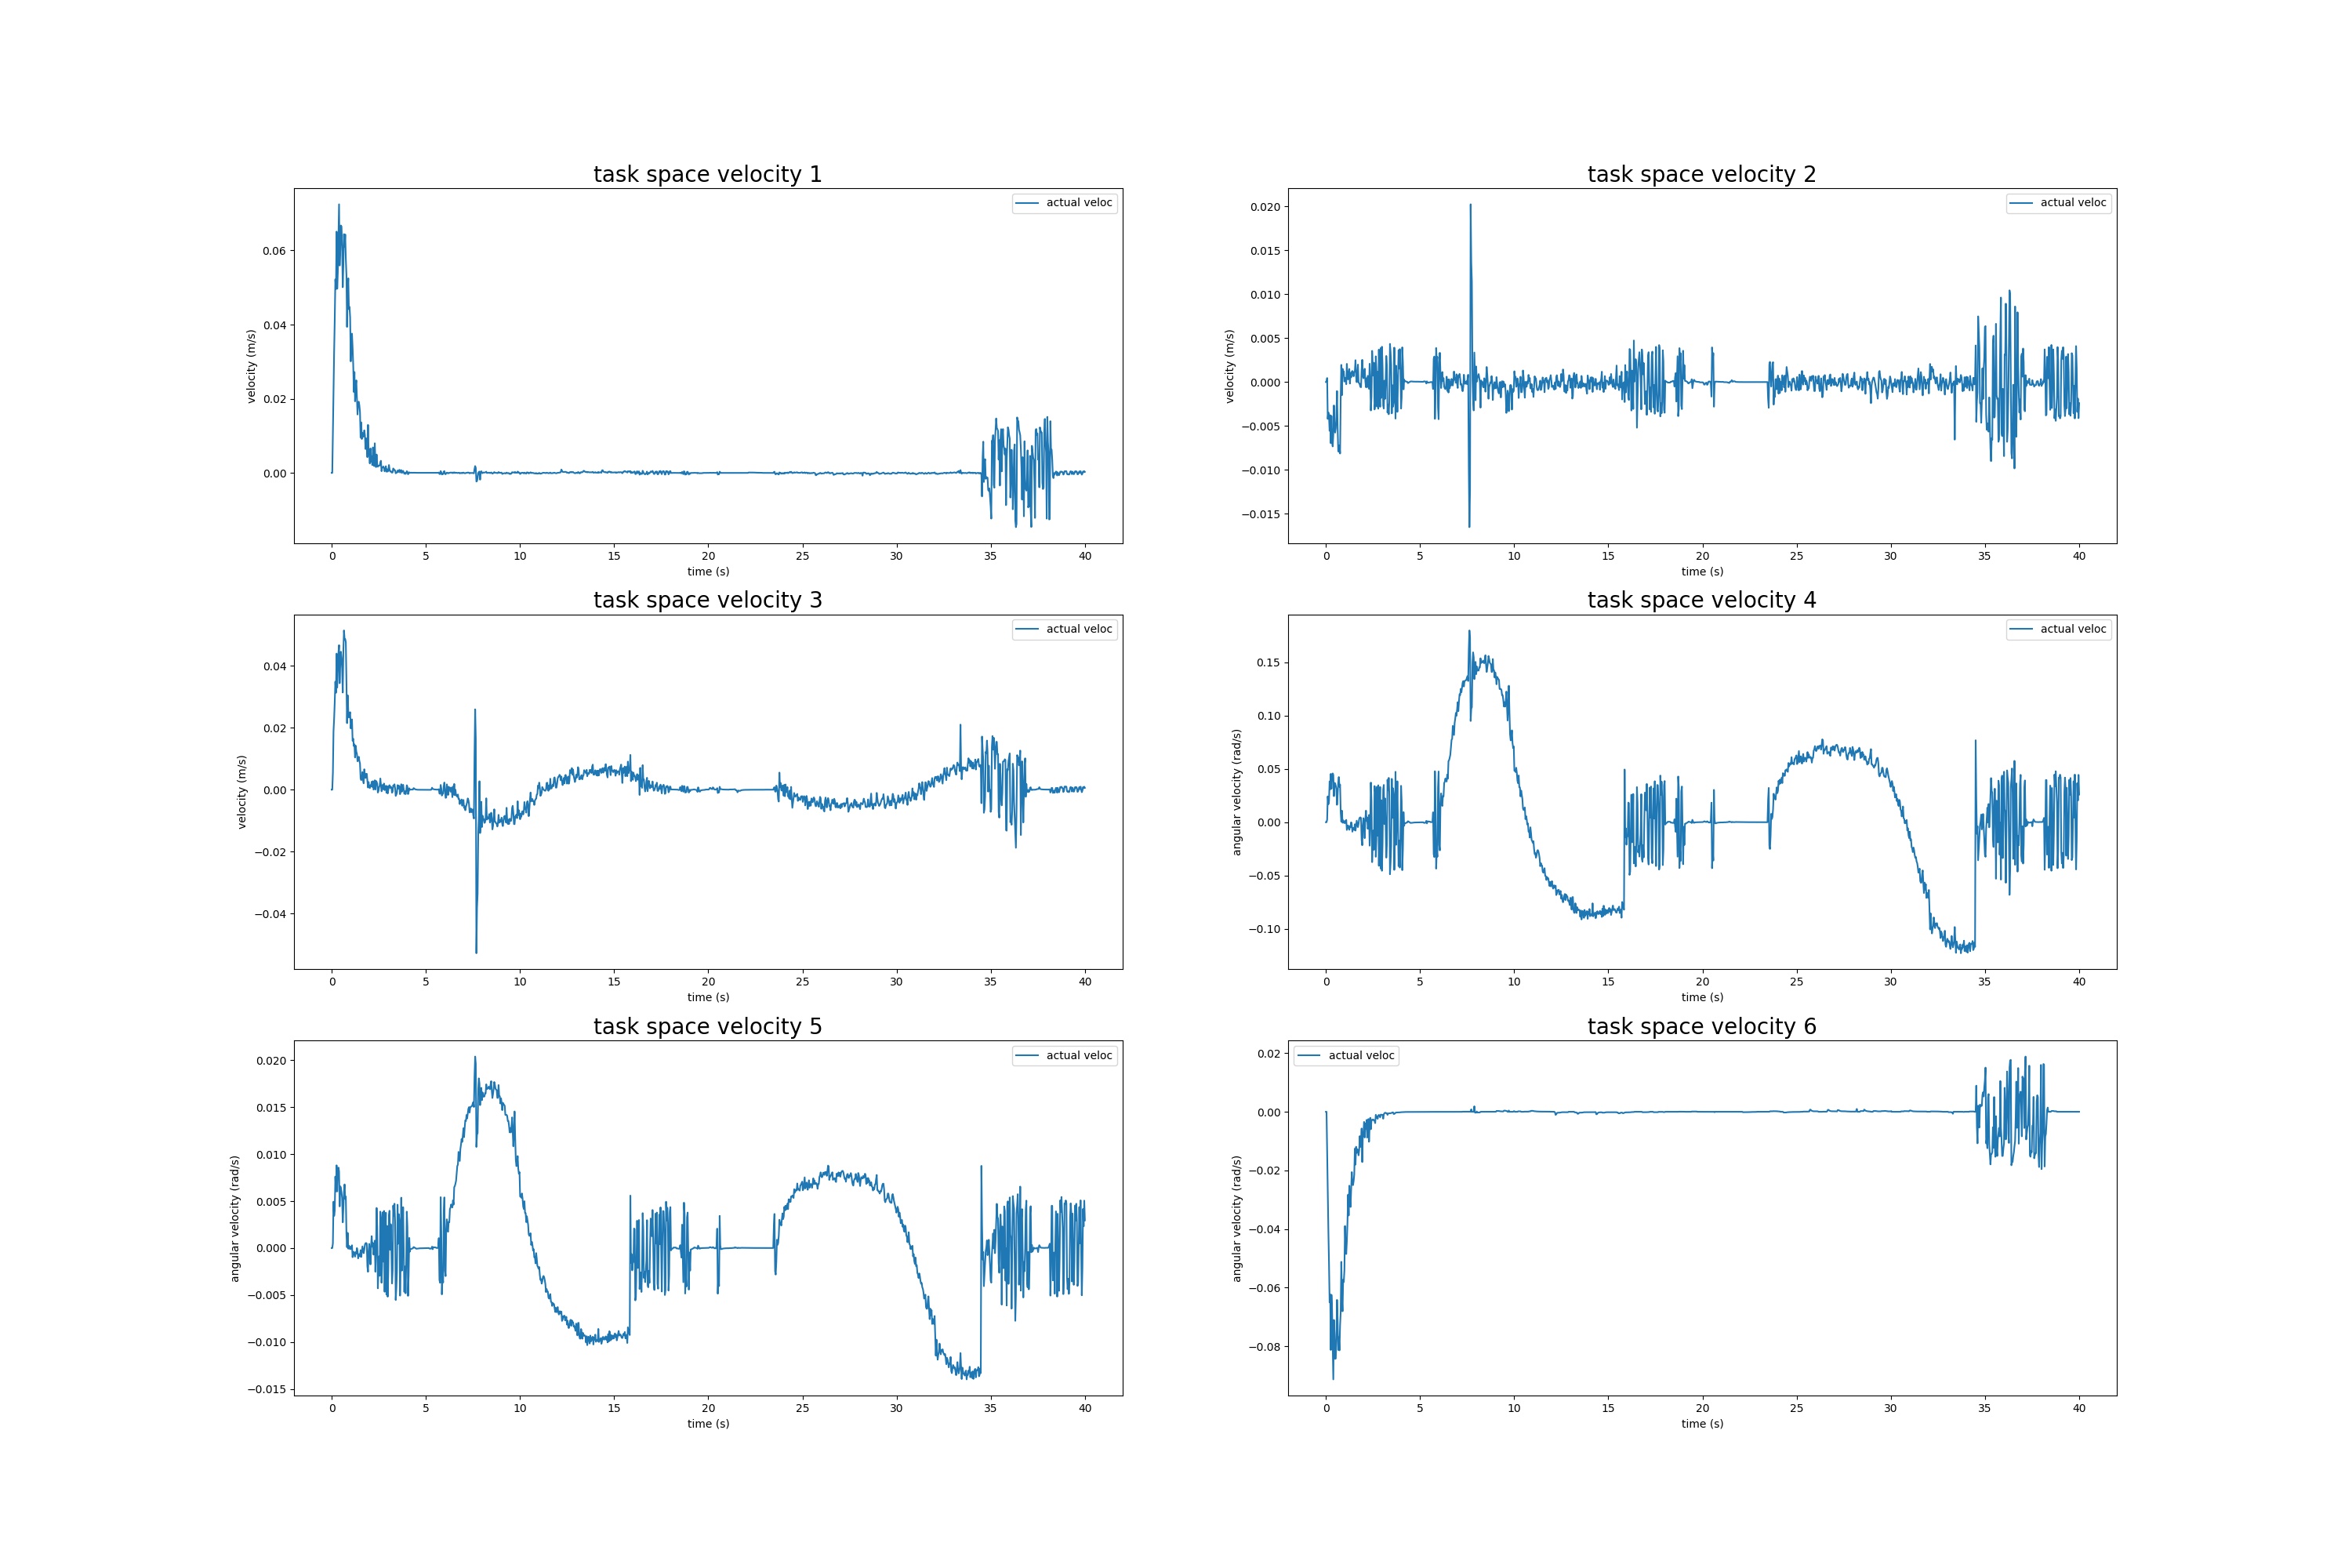 task space velocity 1
actual veloc
velocity (m/s)
0.06
0.04
0.02
0.00
0 5 10 15 20 25 30 35 40
time (s)
task space velocity 2
actual veloc
velocity (m/s)
0.020
0.015
0.010
0.005
0.000
−0.005
−0.010
−0.015
0 5 10 15 20 25 30 35 40
time (s)
task space velocity 3
actual veloc
velocity (m/s)
0.04
0.02
0.00
−0.02
−0.04
0 5 10 15 20 25 30 35 40
time (s)
task space velocity 4
actual veloc
angular velocity (rad/s)
0.15
0.10
0.05
0.00
−0.05
−0.10
0 5 10 15 20 25 30 35 40
time (s)
task space velocity 5
actual veloc
angular velocity (rad/s)
0.020
0.015
0.010
0.005
0.000
−0.005
−0.010
−0.015
0 5 10 15 20 25 30 35 40
time (s)
task space velocity 6
actual veloc
angular velocity (rad/s)
0.02
0.00
−0.02
−0.04
−0.06
−0.08
0 5 10 15 20 25 30 35 40
time (s)